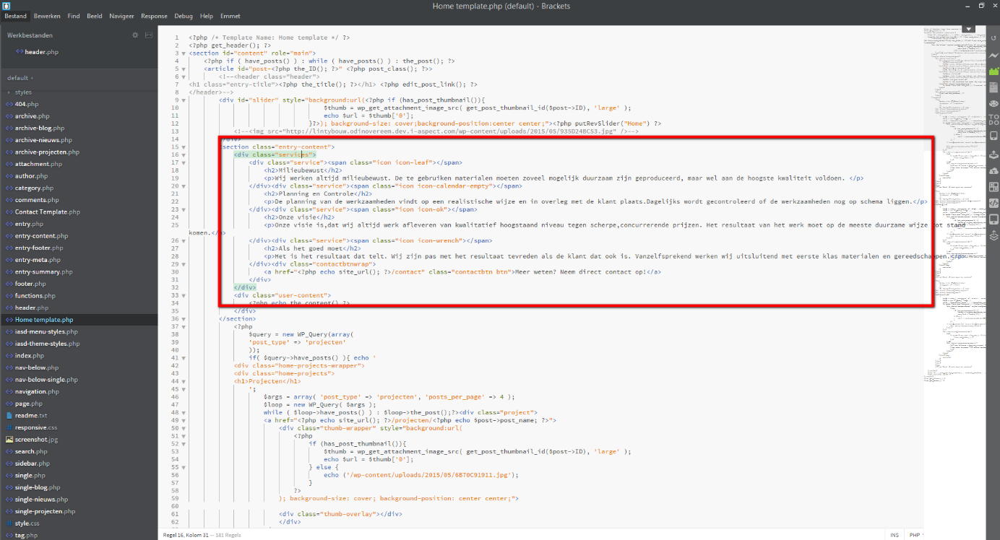 Home template.php (default) - Brackets
Bestand Bewerken Find Beeld Navigeer Response Debug Help Emmet
Werkbestanden
header.php
default
styles
404.php
archive.php
archive-blog.php
archive-nieuws.php
archive-projecten.php
attachment.php
author.php
category.php
comments.php
Contact Template.php
entry.php
entry-content.php
entry-footer.php
entry-meta.php
entry-summary.php
footer.php
functions.php
header.php
Home template.php
iasd-menu-styles.php
iasd-theme-styles.php
index.php
nav-below.php
nav-below-single.php
navigation.php
page.php
readme.txt
responsive.css
screenshot.jpg
search.php
sidebar.php
single.php
single-blog.php
single-nieuws.php
single-projecten.php
style.css
tag.php
1 <?php /* Template Name: Home template */ ?>
2 <?php get_header(); ?>
3 <section id="content" role="main">
4 <?php if ( have_posts() ) : while ( have_posts() ) : the_post(); ?>
5 <article id="post-<?php the_ID(); ?>" <?php post_class(); ?>>
6 <!--<header class="header">
7 <h1 class="entry-title"><?php the_title(); ?></h1> <?php edit_post_link(); ?>
8 </header>-->
9 <div id="slider" style="background:url(<?php if (has_post_thumbnail()){
10 $thumb = wp_get_attachment_image_src( get_post_thumbnail_id($post->ID), 'large' );
11 echo $url = $thumb['0'];
12 }?>); background-size: cover;background-position:center center;"><?php putRevSlider("Home") ?>
13 <!--<img src="http://lintybouw.odinovereem.dev.i-aspect.com/wp-content/uploads/2015/05/935D24BC53.jpg" />-->
14 </div>
15 <section class="entry-content">
16 <div class="services">
17 <div class="service"><span class="icon icon-leaf"></span>
18 <h2>Milieubewust</h2>
19 <p>Wij werken altijd milieubewust. De te gebruiken materialen moeten zoveel mogelijk duurzaam zijn geproduceerd, maar wel aan de hoogste kwaliteit voldoen. </p>
20 </div><div class="service"><span class="icon icon-calendar-empty"></span>
21 <h2>Planning en Controle</h2>
22 <p>De planning van de werkzaamheden vindt op een realistische wijze en in overleg met de klant plaats.Dagelijks wordt gecontroleerd of de werkzaamheden nog op schema liggen.</p>
23 </div><div class="service"><span class="icon icon-ok"></span>
24 <h2>Onze visie</h2>
25 <p>Onze visie is,dat wij altijd werk afleveren van kwalitatief hoogstaand niveau tegen scherpe,concurrerende prijzen. Het resultaat van het werk moet op de meeste duurzame wijze tot stand
komen.</p>
26 </div><div class="service"><span class="icon icon-wrench"></span>
27 <h2>Als het goed moet</h2>
28 <p>Het is het resultaat dat telt. Wij zijn pas met het resultaat tevreden als de klant dat ook is. Vanzelfsprekend werken wij uitsluitend met eerste klas materialen en gereedschappen.</p>
29 </div><div class="contactbtnwrap">
30 <a href="<?php echo site_url(); ?>/contact" class="contactbtn btn">Meer weten? Neem direct contact op!</a>
31 </div>
32 </div>
33 <div class="user-content">
34 <?php echo the_content() ?>
35 </div>
36 </section>
37 <?php
38 $query = new WP_Query(array(
39 'post_type' => 'projecten'
40 ));
41 if( $query->have_posts() ){ echo '
42 <div class="home-projects-wrapper">
43 <div class="home-projects">
44 <h1>Projecten</h1>
45 ';
46 $args = array( 'post_type' => 'projecten', 'posts_per_page' => 4 );
47 $loop = new WP_Query( $args );
48 while ( $loop->have_posts() ) : $loop->the_post();?><div class="project">
49 <a href="<?php echo site_url(); ?>/projecten/<?php echo $post->post_name; ?>">
50 <div class="thumb-wrapper" style="background:url(
51 <?php
52 if (has_post_thumbnail()){
53 $thumb = wp_get_attachment_image_src( get_post_thumbnail_id($post->ID), 'large' );
54 echo $url = $thumb['0'];
55 } else {
56 echo ('/wp-content/uploads/2015/05/6B70C91911.jpg');
57 }
58 ?>
59 ); background-size: cover; background-position: center center;">
60
61 <div class="thumb-overlay"></div>
62 </div>
TO
DO
Regel 16, Kolom 31 — 181 Regels
INS PHP